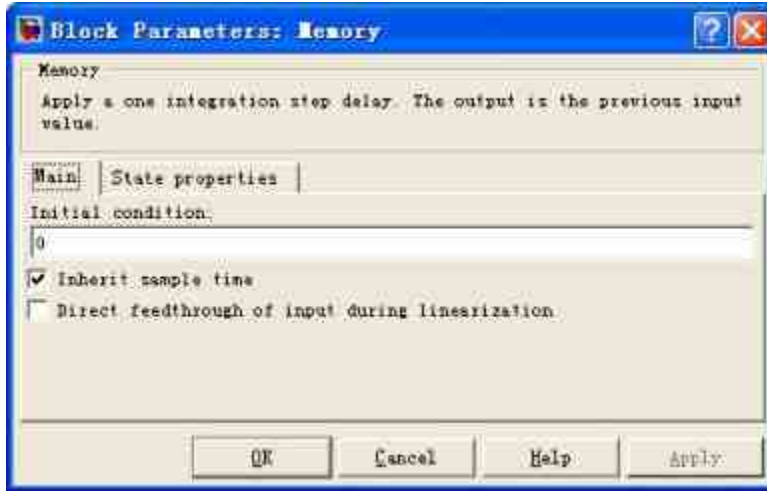 Block Parameters: Memory
Memory
Apply a one integration step delay. The output is the previous input
value.
Main
State properties
Initial condition:
0
Inherit sample time
Direct feedthrough of input during linearization
OK
Cancel
Help
Apply